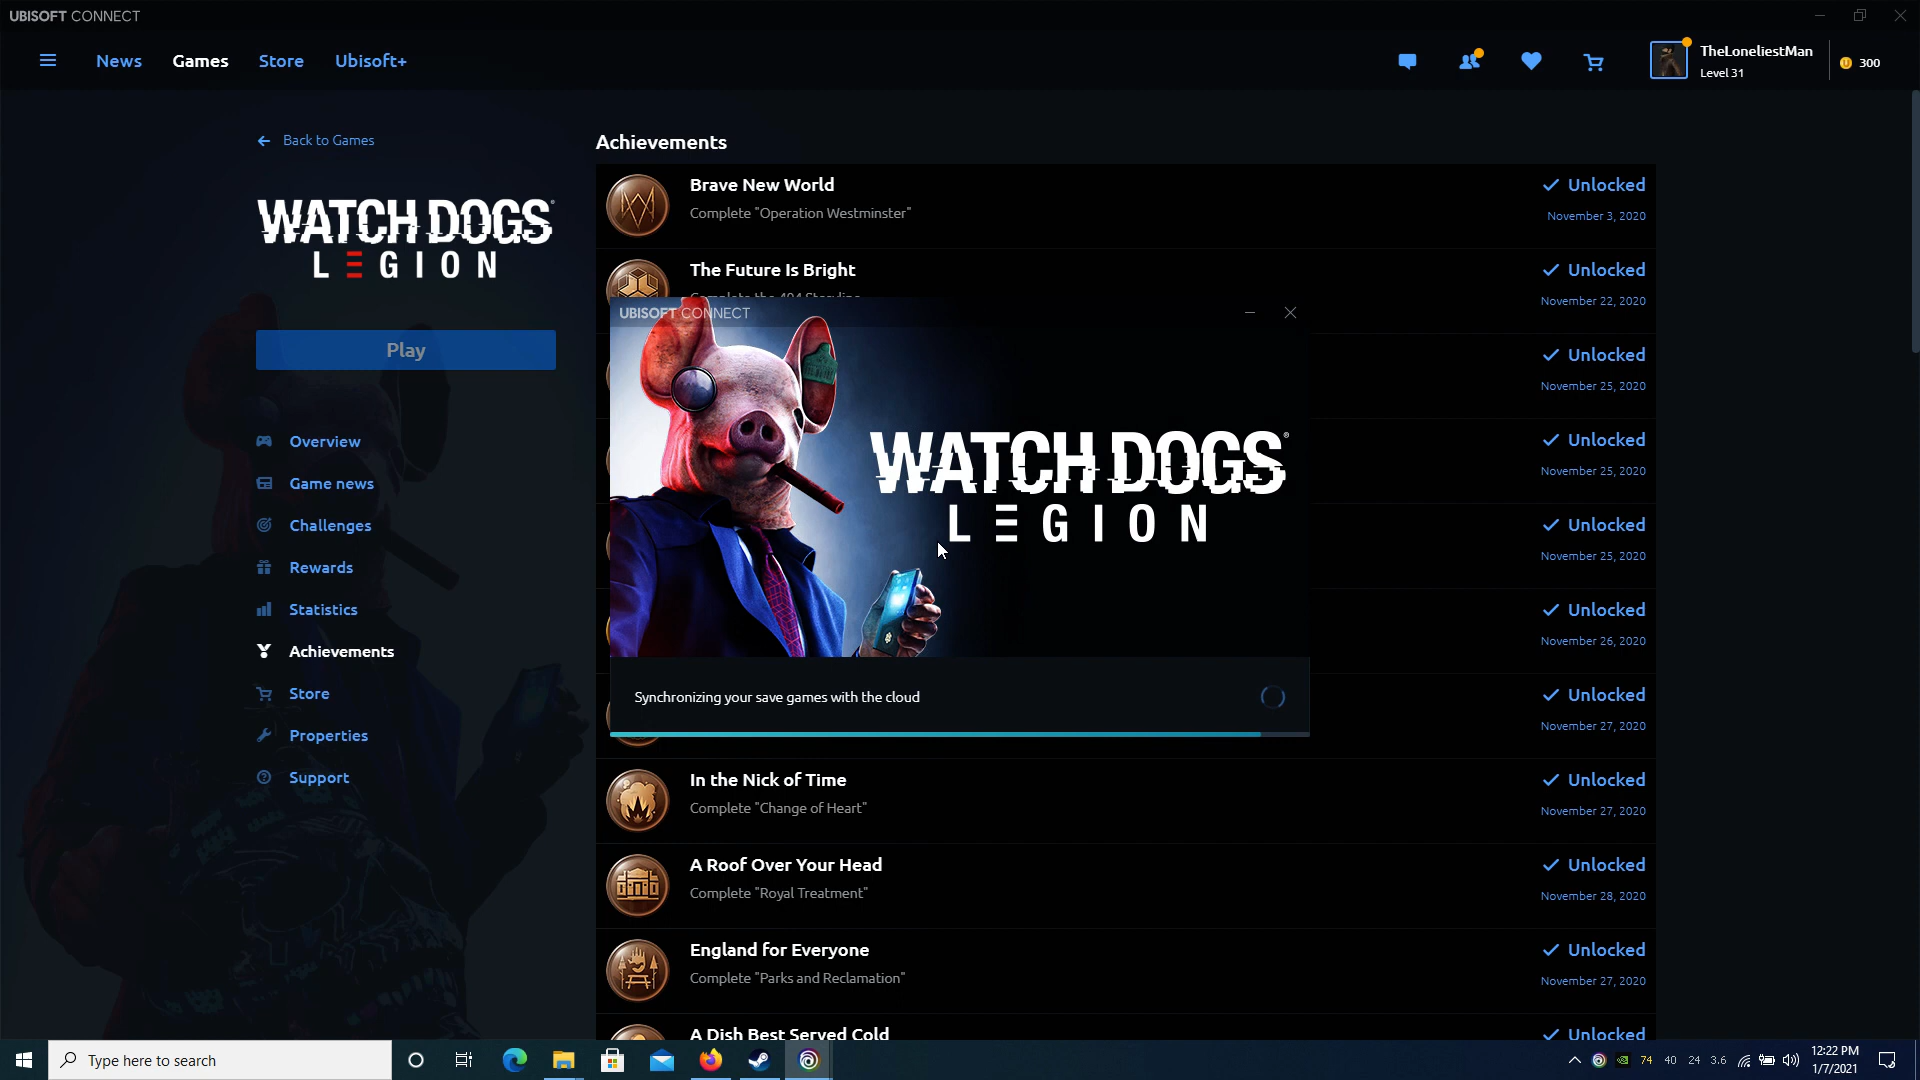 UBISOFT CONNECT
News
Games
Store
Ubisoft+
TheLoneliestMan
Level 31
300
Back to Games
WATCH DOGS®
LEGION
Play
Overview
Game news
Challenges
Rewards
Statistics
Achievements
Store
Properties
Support
Achievements
Brave New World
Complete "Operation Westminster"
Unlocked
November 3, 2020
The Future Is Bright
Complete the 404 Storyline
Unlocked
November 22, 2020
Unlocked
November 25, 2020
Unlocked
November 25, 2020
Unlocked
November 25, 2020
Unlocked
November 26, 2020
Unlocked
November 27, 2020
UBISOFT CONNECT
WATCH DOGS®
LEGION
Synchronizing your save games with the cloud
In the Nick of Time
Complete "Change of Heart"
Unlocked
November 27, 2020
A Roof Over Your Head
Complete "Royal Treatment"
Unlocked
November 28, 2020
England for Everyone
Complete "Parks and Reclamation"
Unlocked
November 27, 2020
A Dish Best Served Cold
Unlocked
Type here to search
74 40 24 3.6
12:22 PM
1/7/2021